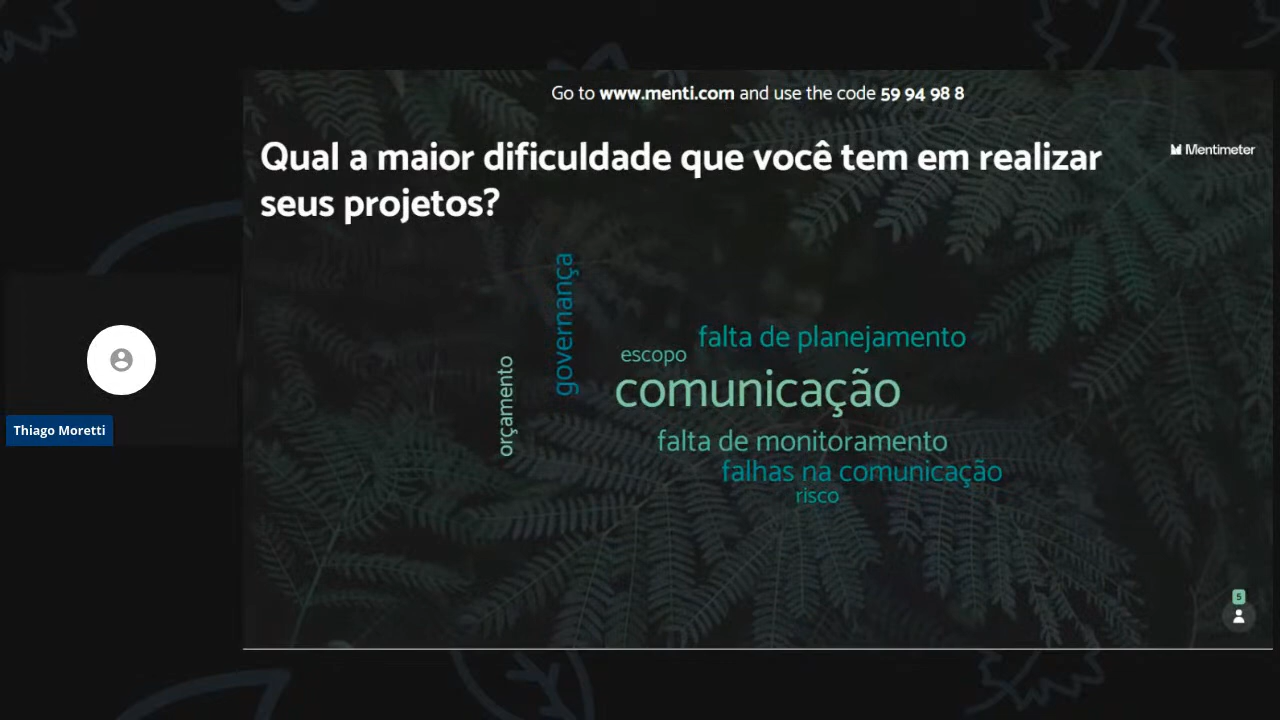 Go to www.menti.com and use the code 59 94 98 8
Qual a maior dificuldade que você tem em realizar
seus projetos?
Mentimeter
governança
falta de planejamento
escopo
orçamento
comunicação
falta de monitoramento
falhas na comunicação
risco
Thiago Moretti
5